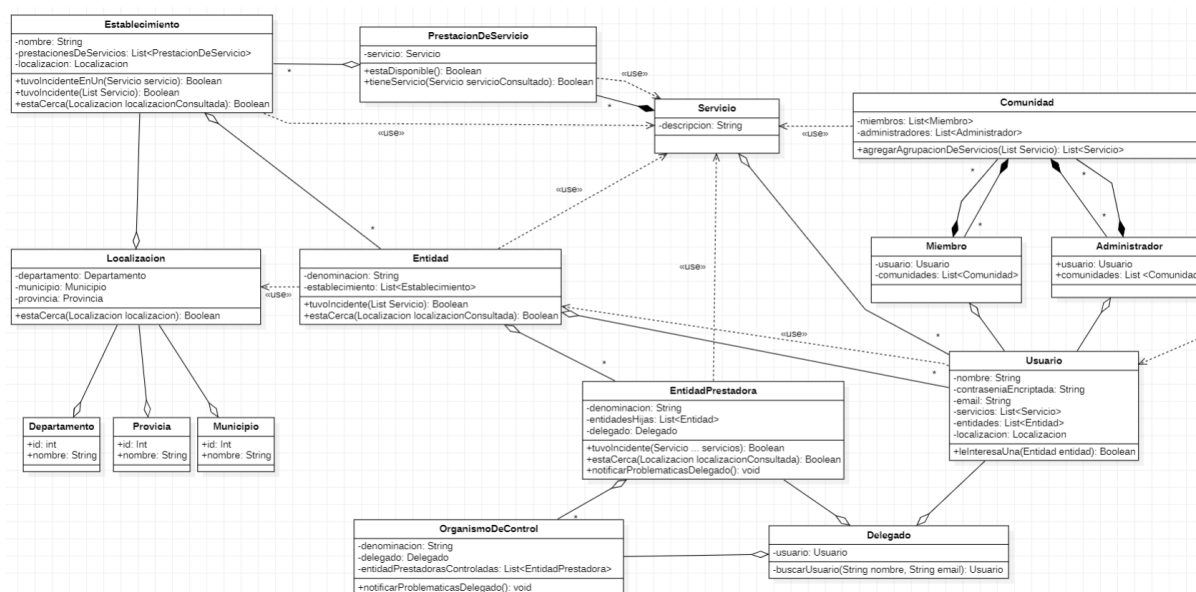 Establecimiento
-nombre: String
-prestacionesDeServicios: List<PrestacionDeServicio>
-localizacion: Localizacion
+tuvoIncidenteEnUn(Servicio servicio): Boolean
+tuvoIncidente(List Servicio): Boolean
+estaCerca(Localizacion localizacionConsultada): Boolean
*
PrestacionDeServicio
-servicio: Servicio
+estaDisponible(): Boolean
+tieneServicio(Servicio servicioConsultado): Boolean
«use»
*
«use»
Servicio
-descripcion: String
«use»
Comunidad
-miembros: List<Miembro>
-administradores: List<Administrador>
+agregarAgrupacionDeServicios(List Servicio): List<Servicio>
*
*
*
*
«use»
*
Localizacion
-departamento: Departamento
-municipio: Municipio
-provincia: Provincia
+estaCerca(Localizacion localizacion): Boolean
«use»
Entidad
-denominacion: String
-establecimiento: List<Establecimiento>
+tuvoIncidente(List Servicio): Boolean
+estaCerca(Localizacion localizacionConsultada): Boolean
«use»
Miembro
-usuario: Usuario
-comunidades: List<Comunidad>
Administrador
+usuario: Usuario
+comunidades: List <Comunidad
«use»
*
*
*
Usuario
-nombre: String
-contraseniaEncriptada: String
-email: String
-servicios: List<Servicio>
-entidades: List<Entidad>
-localizacion: Localizacion
+leInteresaUna(Entidad entidad): Boolean
EntidadPrestadora
-denominacion: String
-entidadesHijas: List<Entidad>
-delegado: Delegado
+tuvoIncidente(Servicio ... servicios): Boolean
+estaCerca(Localizacion localizacionConsultada): Boolean
+notificarProblematicasDelegado(): void
Departamento
+id: int
+nombre: String
Provicia
+id: Int
+nombre: String
Municipio
+id: Int
+nombre: String
*
OrganismoDeControl
-denominacion: String
-delegado: Delegado
-entidadPrestadorasControladas: List<EntidadPrestadora>
+notificarProblematicasDelegado(): void
Delegado
-usuario: Usuario
-buscarUsuario(String nombre, String email): Usuario